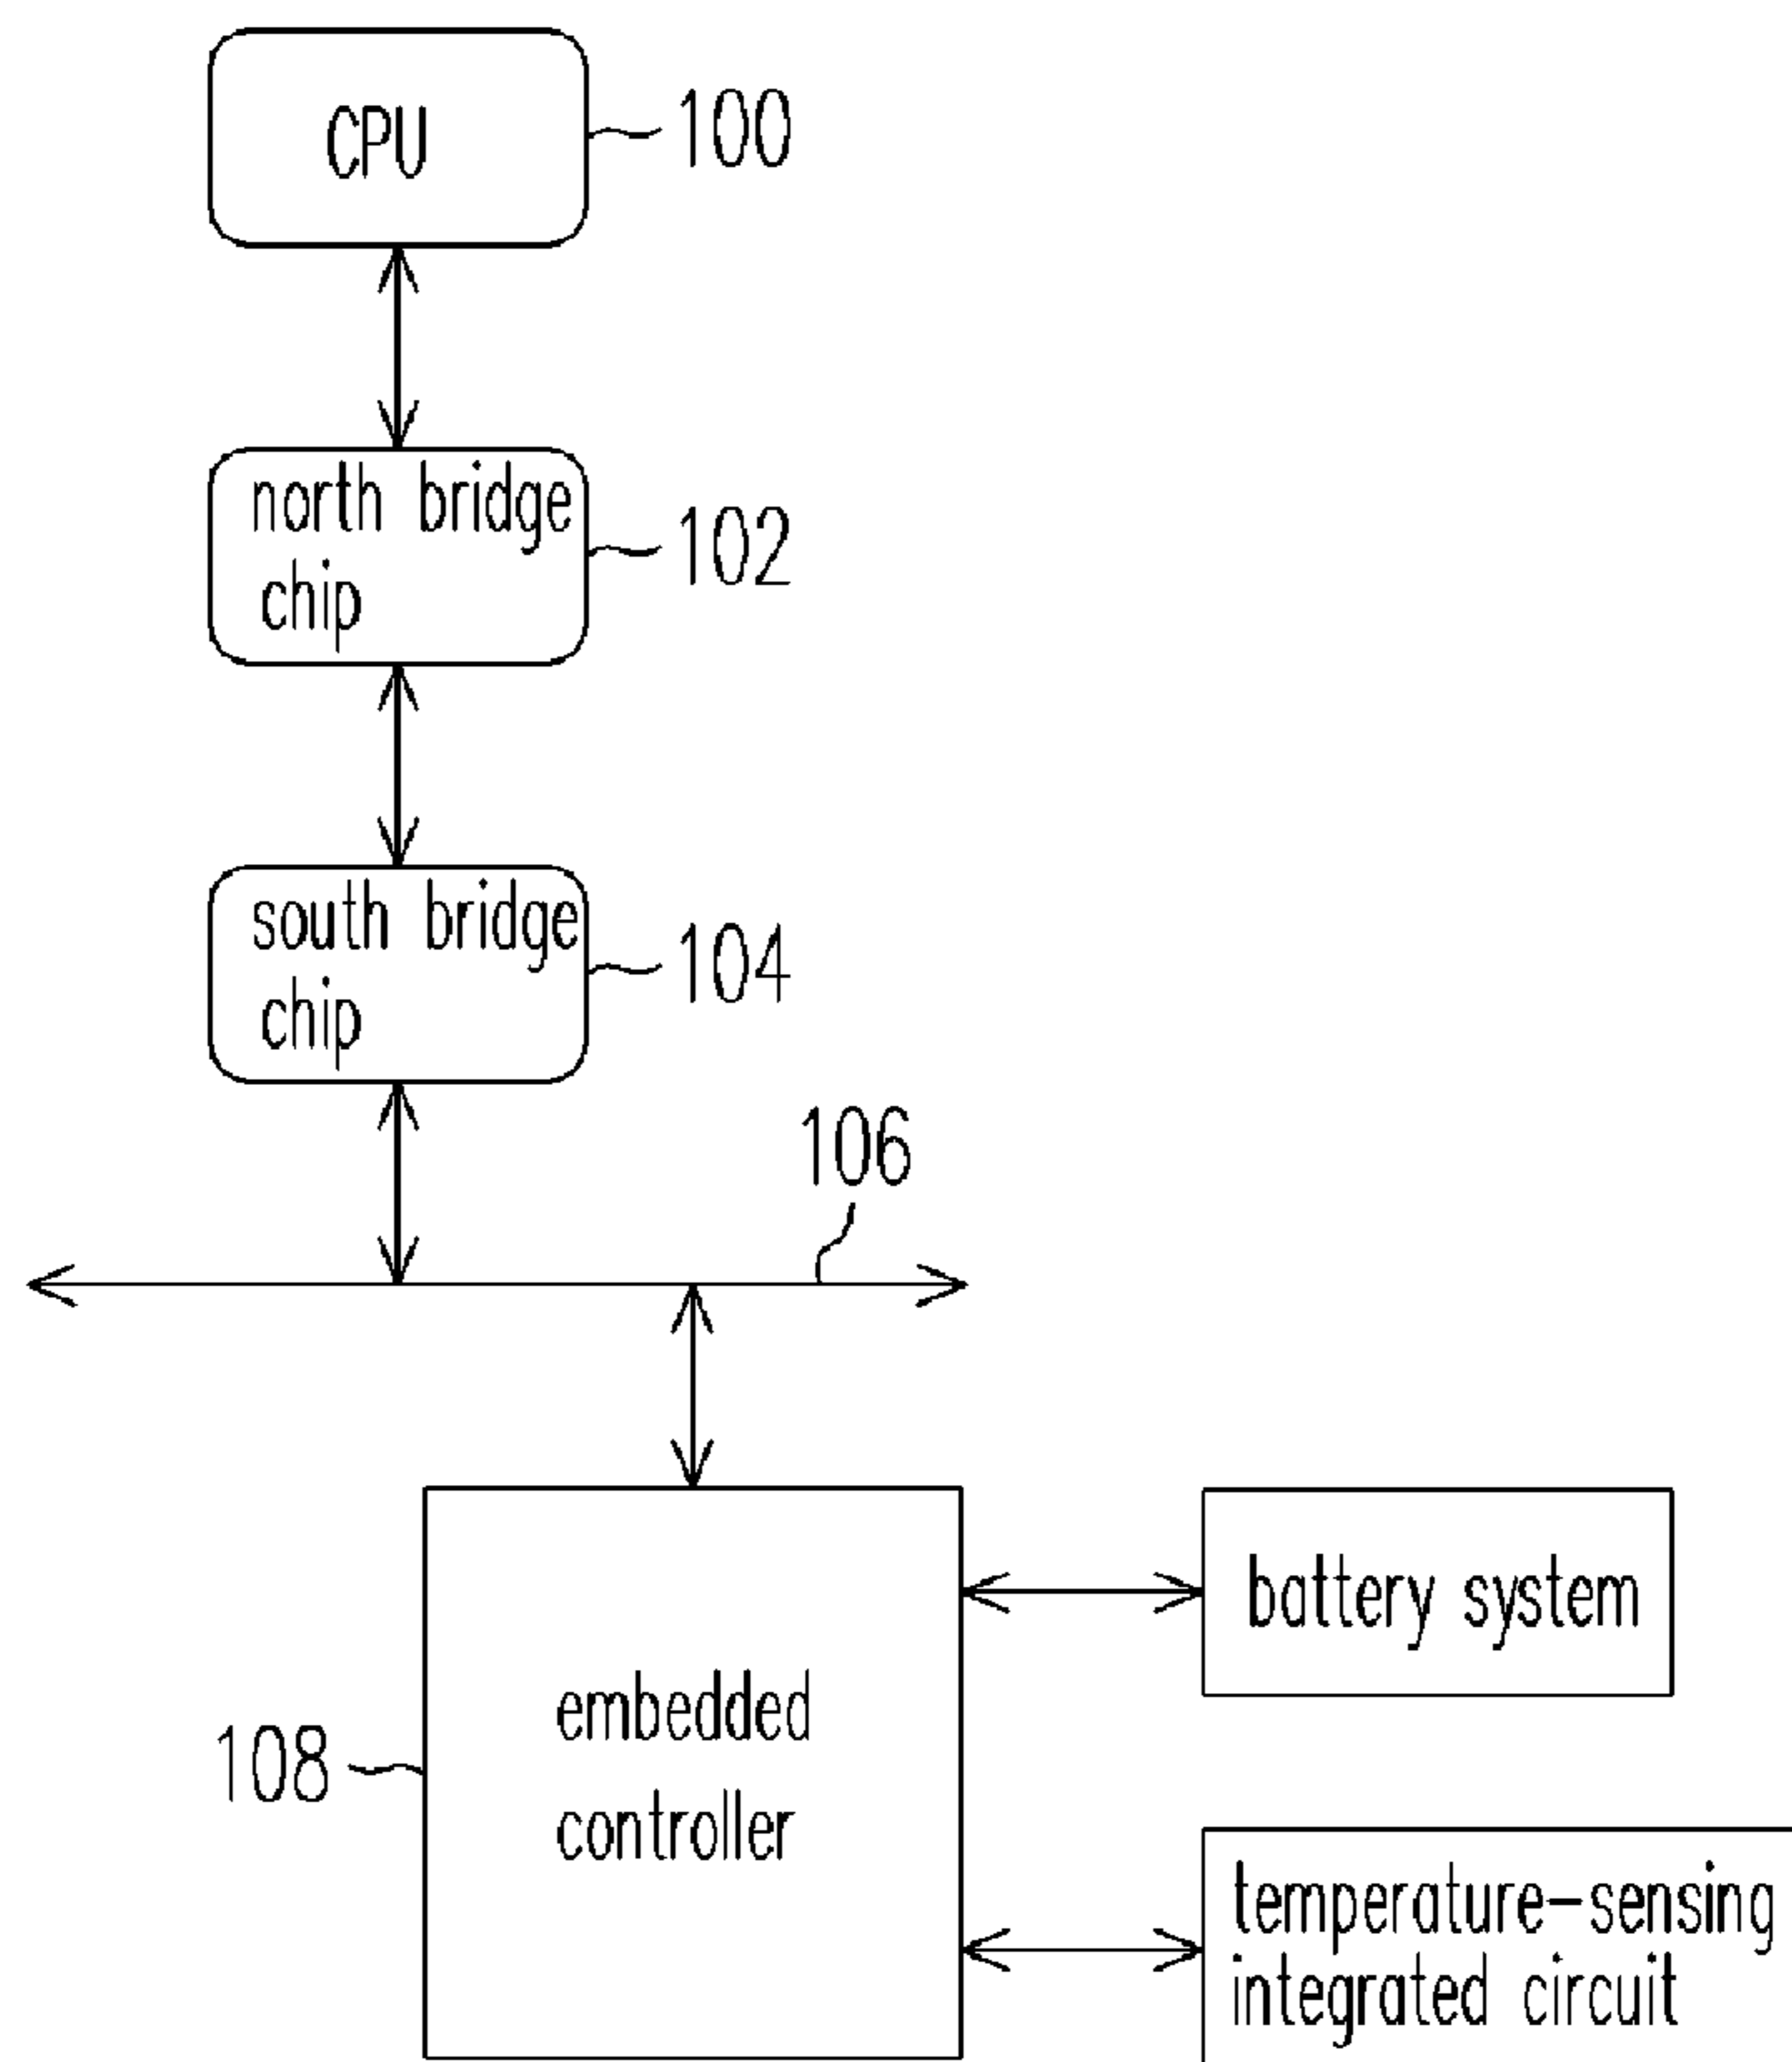 CPU
100
north bridge
chip
102
south bridge
chip
104
106
battery system
embedded
controller
108
temperature-sensing
integrated circuit